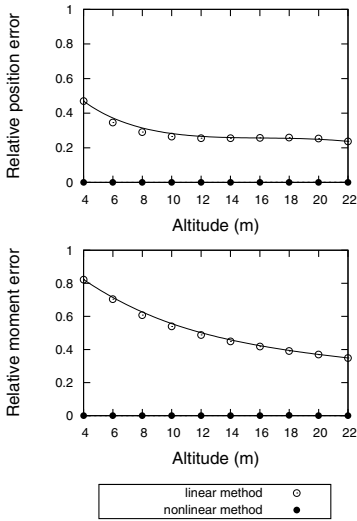 Relative position error
1
0.8
0.6
0.4
0.2
0
4 6 8 10 12 14 16 18 20 22
Altitude (m)
Relative moment error
1
0.8
0.6
0.4
0.2
0
4 6 8 10 12 14 16 18 20 22
Altitude (m)
linear method
nonlinear method